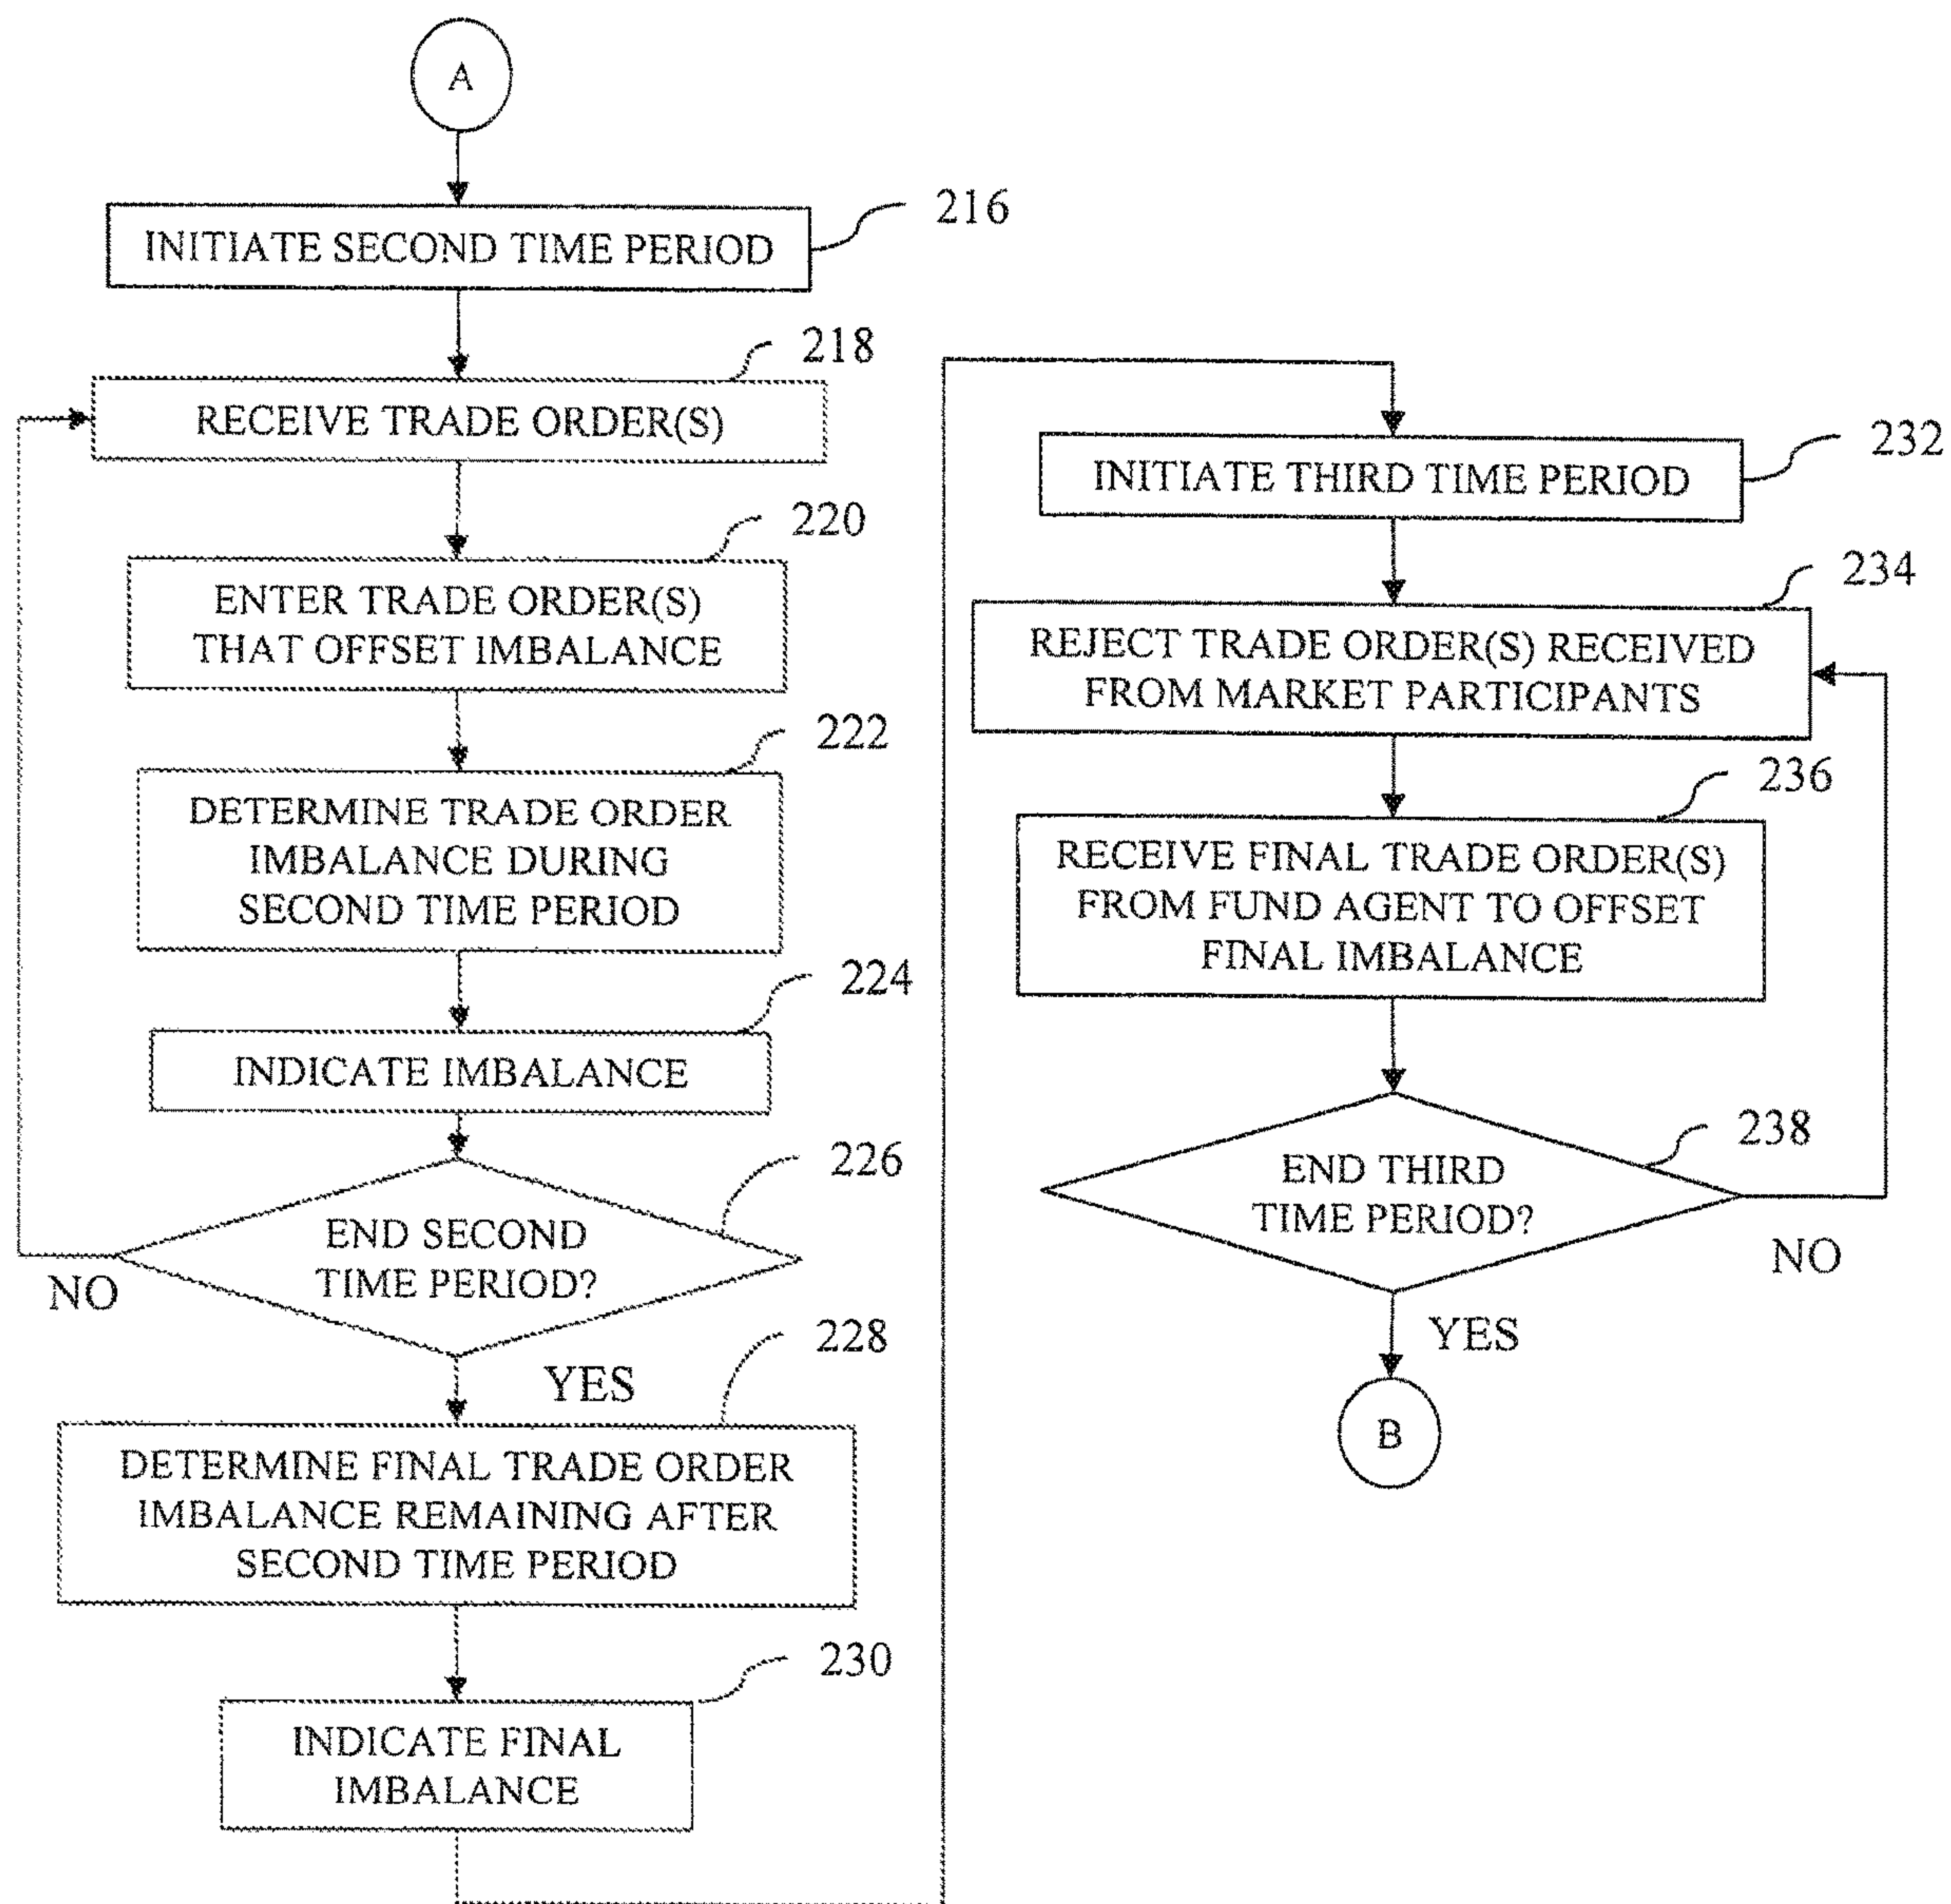 A
216
INITIATE SECOND TIME PERIOD
218
RECEIVE TRADE ORDER(S)
220
ENTER TRADE ORDER(S)
THAT OFFSET IMBALANCE
222
DETERMINE TRADE ORDER
IMBALANCE DURING
SECOND TIME PERIOD
224
INDICATE IMBALANCE
226
END SECOND
TIME PERIOD?
NO
YES
228
DETERMINE FINAL TRADE ORDER
IMBALANCE REMAINING AFTER
SECOND TIME PERIOD
230
INDICATE FINAL
IMBALANCE
232
INITIATE THIRD TIME PERIOD
234
REJECT TRADE ORDER(S) RECEIVED
FROM MARKET PARTICIPANTS
236
RECEIVE FINAL TRADE ORDER(S)
FROM FUND AGENT TO OFFSET
FINAL IMBALANCE
238
END THIRD
TIME PERIOD?
NO
YES
B